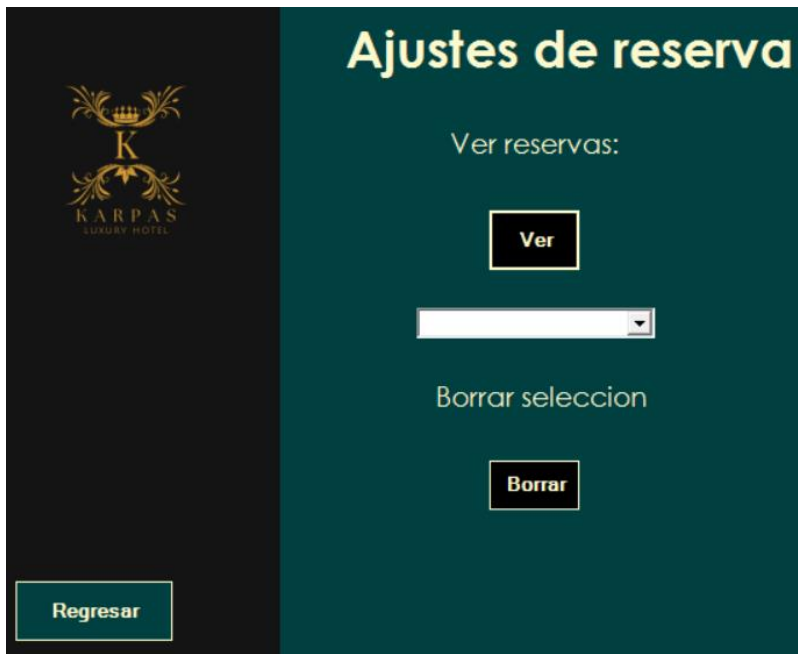 Ajustes de reserva
K
KARPAS
LUXURY HOTEL
Ver reservas:
Ver
Borrar seleccion
Borrar
Regresar